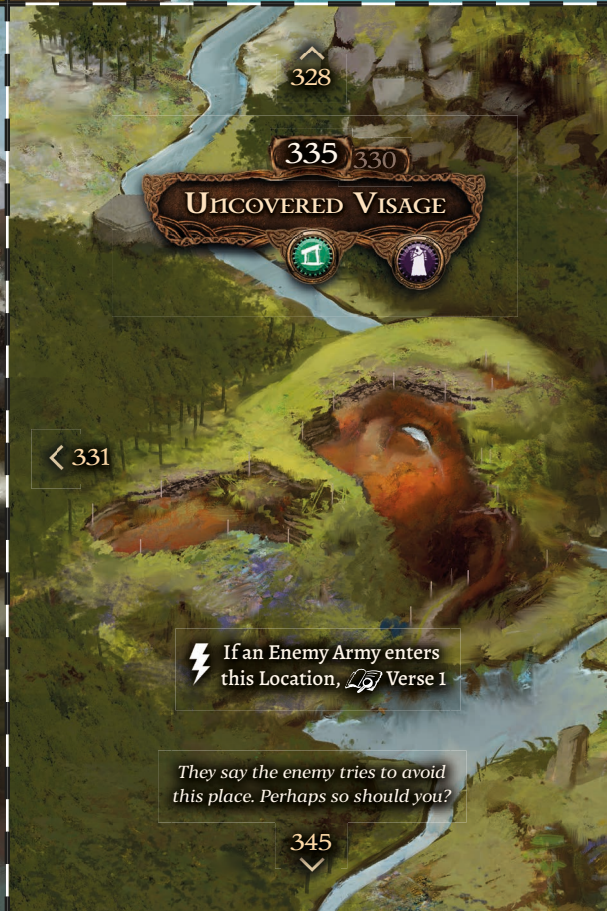 328
335 330
Uncovered Visage
331
If an Enemy Army enters
this Location, Verse 1
They say the enemy tries to avoid
this place. Perhaps so should you?
345